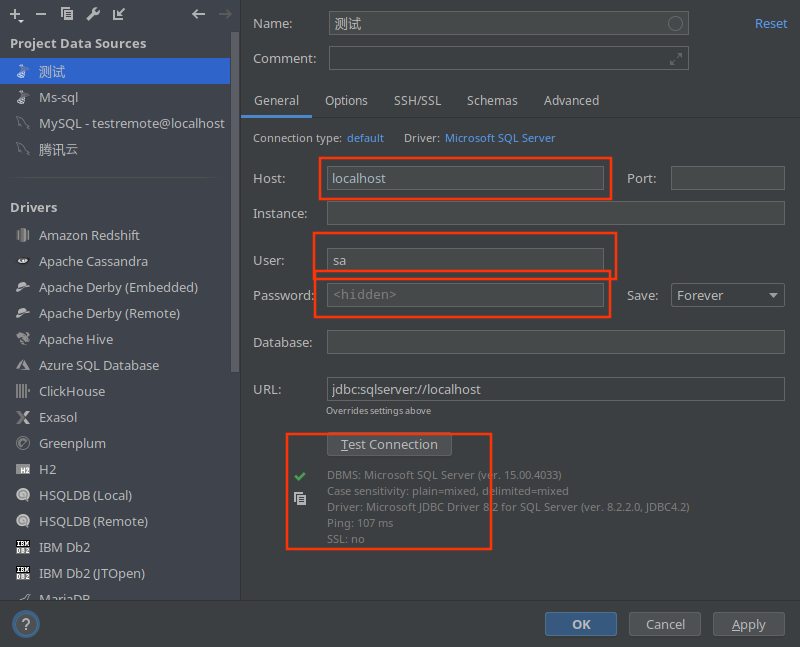 Project Data Sources
测试
Ms-sql
MySQL - testremote@localhost
腾讯云
Drivers
Amazon Redshift
Apache Cassandra
Apache Derby (Embedded)
Apache Derby (Remote)
Apache Hive
Azure SQL Database
ClickHouse
Exasol
Greenplum
H2
HSQLDB (Local)
HSQLDB (Remote)
IBM Db2
IBM Db2 (JTOpen)
MariaDB
Name: 测试 Reset
Comment:
General Options SSH/SSL Schemas Advanced
Connection type: default Driver: Microsoft SQL Server
Host: localhost Port:
Instance:
User: sa
Password: <hidden> Save: Forever
Database:
URL: jdbc:sqlserver://localhost
Overrides settings above
Test Connection
DBMS: Microsoft SQL Server (ver. 15.00.4033)
Case sensitivity: plain=mixed, delimited=mixed
Driver: Microsoft JDBC Driver 8.2 for SQL Server (ver. 8.2.2.0, JDBC4.2)
Ping: 107 ms
SSL: no
? OK Cancel Apply